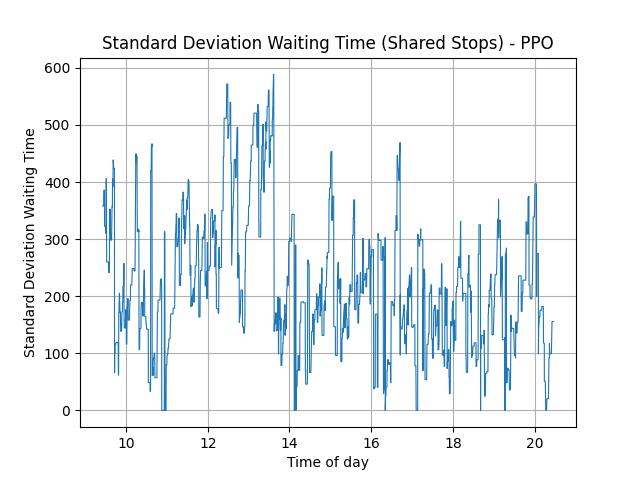 Standard Deviation Waiting Time (Shared Stops) - PPO
600
500
400
300
200
100
0
Standard Deviation Waiting Time
10 12 14 16 18 20
Time of day